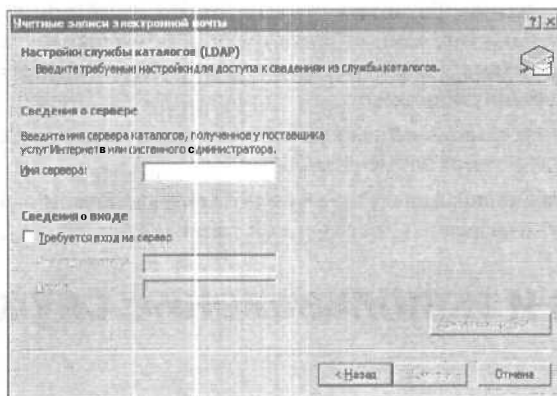 Учетные записи электронной почты
Настройки службы каталогов (LDAP)
Введите требуемые настройки для доступа к сведениям из службы каталогов.
Сведения о сервере
Введите имя сервера каталогов, полученное у поставщика
услуг Интернета или системного администратора.
Имя сервера:
Сведения о входе
Требуется вход на сервер
< Назад
Отмена